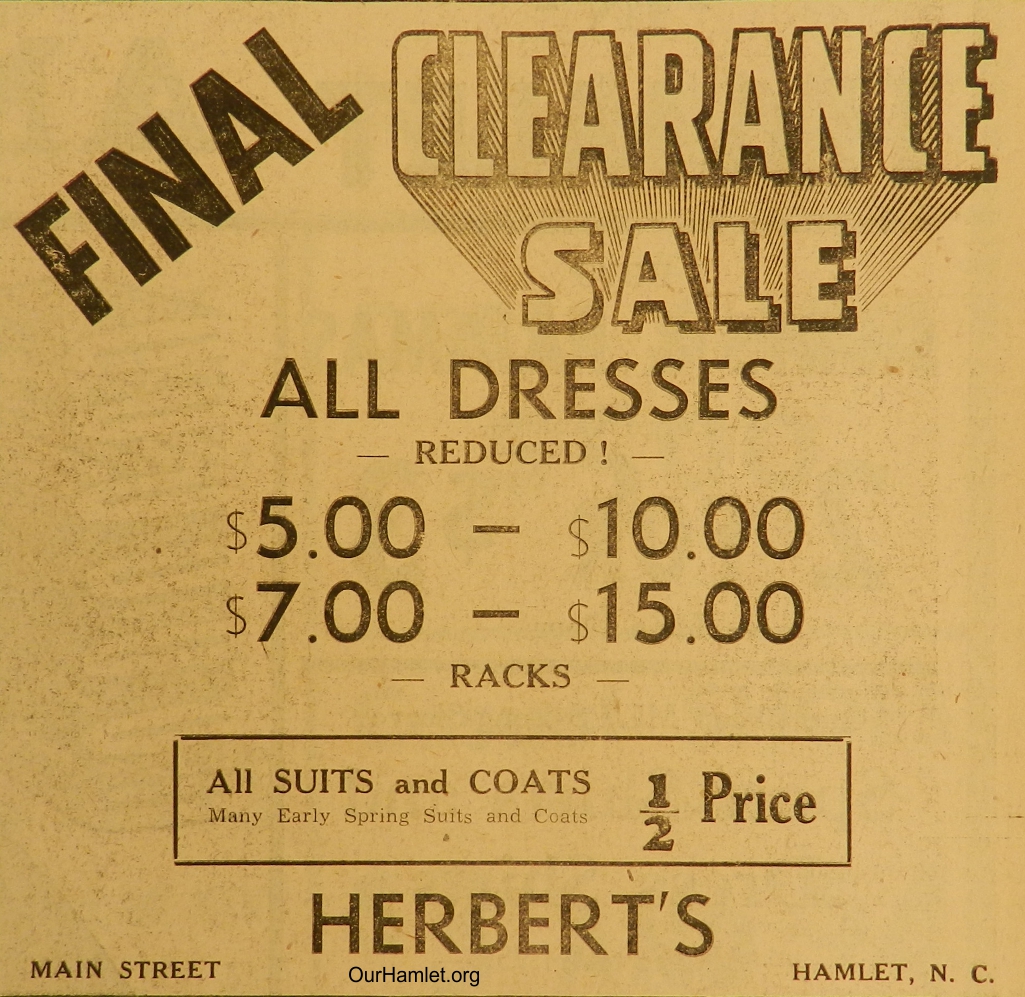 FINAL
CLEARANCE
SALE
ALL DRESSES
— REDUCED ! —
$5.00 — $10.00
$7.00 — $15.00
— RACKS —
All SUITS and COATS
Many Early Spring Suits and Coats
1/2 Price
HERBERT'S
MAIN STREET
OurHamlet.org
HAMLET, N. C.